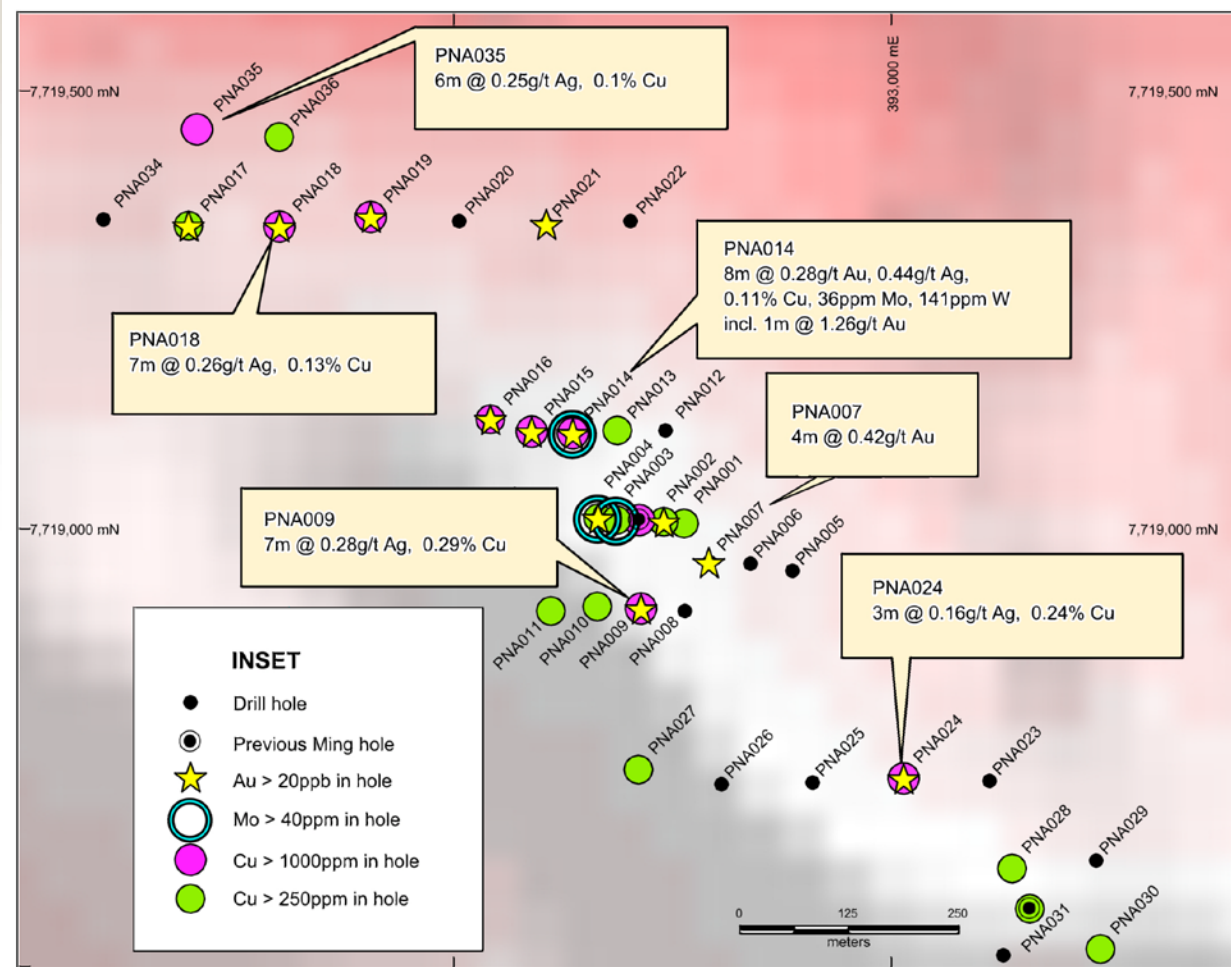 393,000 mE
7,719,500 mN
7,719,500 mN
PNA035
6m @ 0.25g/t Ag, 0.1% Cu
PNA035
PNA036
PNA034
PNA017
PNA018
PNA019
PNA020
PNA021
PNA022
PNA014
8m @ 0.28g/t Au, 0.44g/t Ag,
0.11% Cu, 36ppm Mo, 141ppm W
incl. 1m @ 1.26g/t Au
PNA018
7m @ 0.26g/t Ag, 0.13% Cu
PNA016
PNA015
PNA014
PNA013
PNA012
PNA007
4m @ 0.42g/t Au
PNA004
PNA003
PNA002
PNA001
PNA007
PNA006
PNA005
7,719,000 mN
7,719,000 mN
PNA009
7m @ 0.28g/t Ag, 0.29% Cu
PNA011
PNA010
PNA009
PNA008
PNA024
3m @ 0.16g/t Ag, 0.24% Cu
PNA027
PNA026
PNA025
PNA024
PNA023
PNA028
PNA029
PNA031
PNA030
INSET
Drill hole
Previous Ming hole
Au > 20ppb in hole
Mo > 40ppm in hole
Cu > 1000ppm in hole
Cu > 250ppm in hole
0 125 250
meters